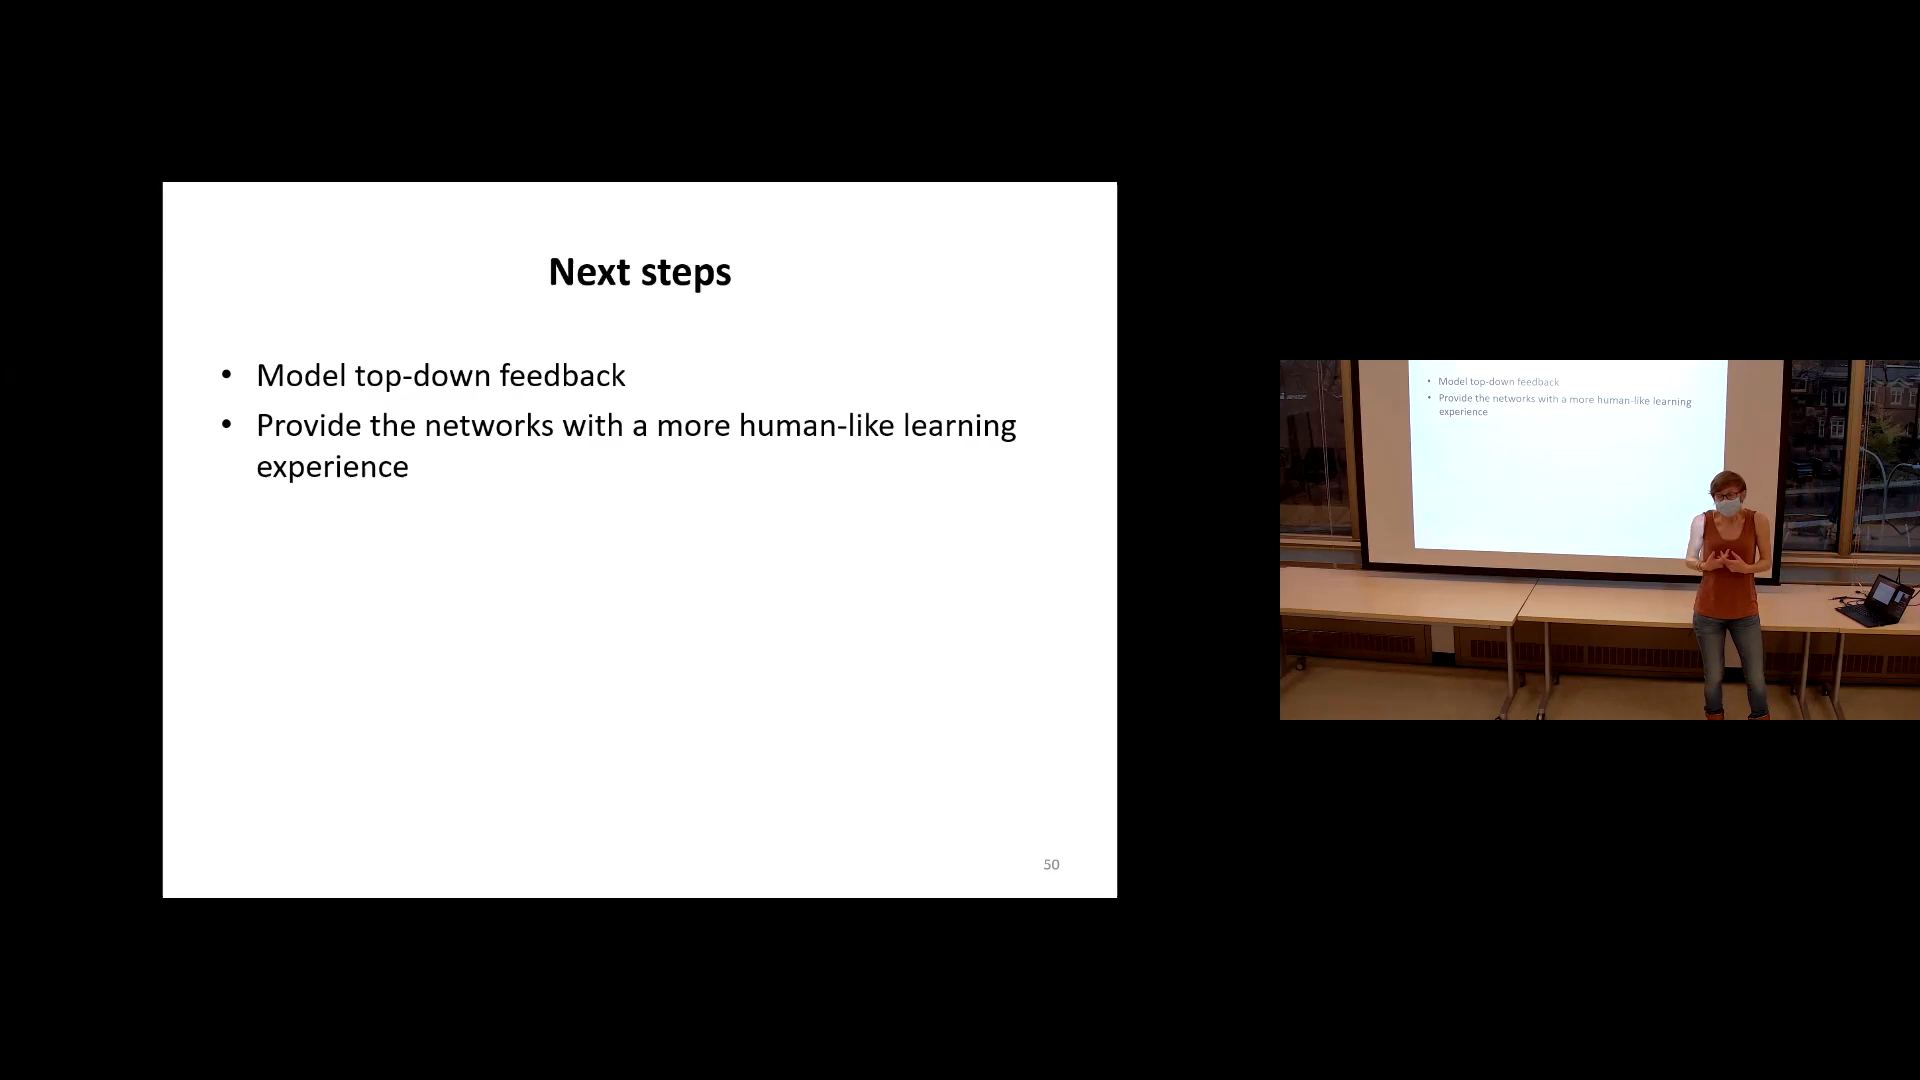 Next steps
• Model top-down feedback
• Provide the networks with a more human-like learning
experience
50
• Model top-down feedback
• Provide the networks with a more human-like learning
experience